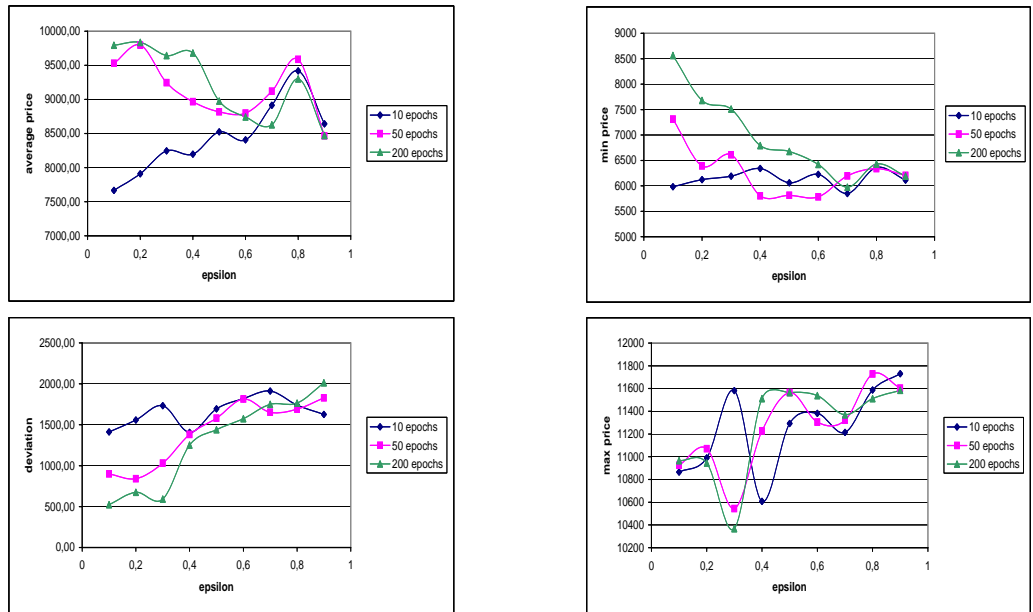 10000,00
9500,00
9000,00
8500,00
8000,00
7500,00
7000,00
average price
0 0,2 0,4 0,6 0,8 1
epsilon
10 epochs
50 epochs
200 epochs
9000
8500
8000
7500
7000
6500
6000
5500
5000
min price
0 0,2 0,4 0,6 0,8 1
epsilon
10 epochs
50 epochs
200 epochs
2500,00
2000,00
1500,00
1000,00
500,00
0,00
deviation
0 0,2 0,4 0,6 0,8 1
epsilon
10 epochs
50 epochs
200 epochs
12000
11800
11600
11400
11200
11000
10800
10600
10400
10200
max price
0 0,2 0,4 0,6 0,8 1
epsilon
10 epochs
50 epochs
200 epochs